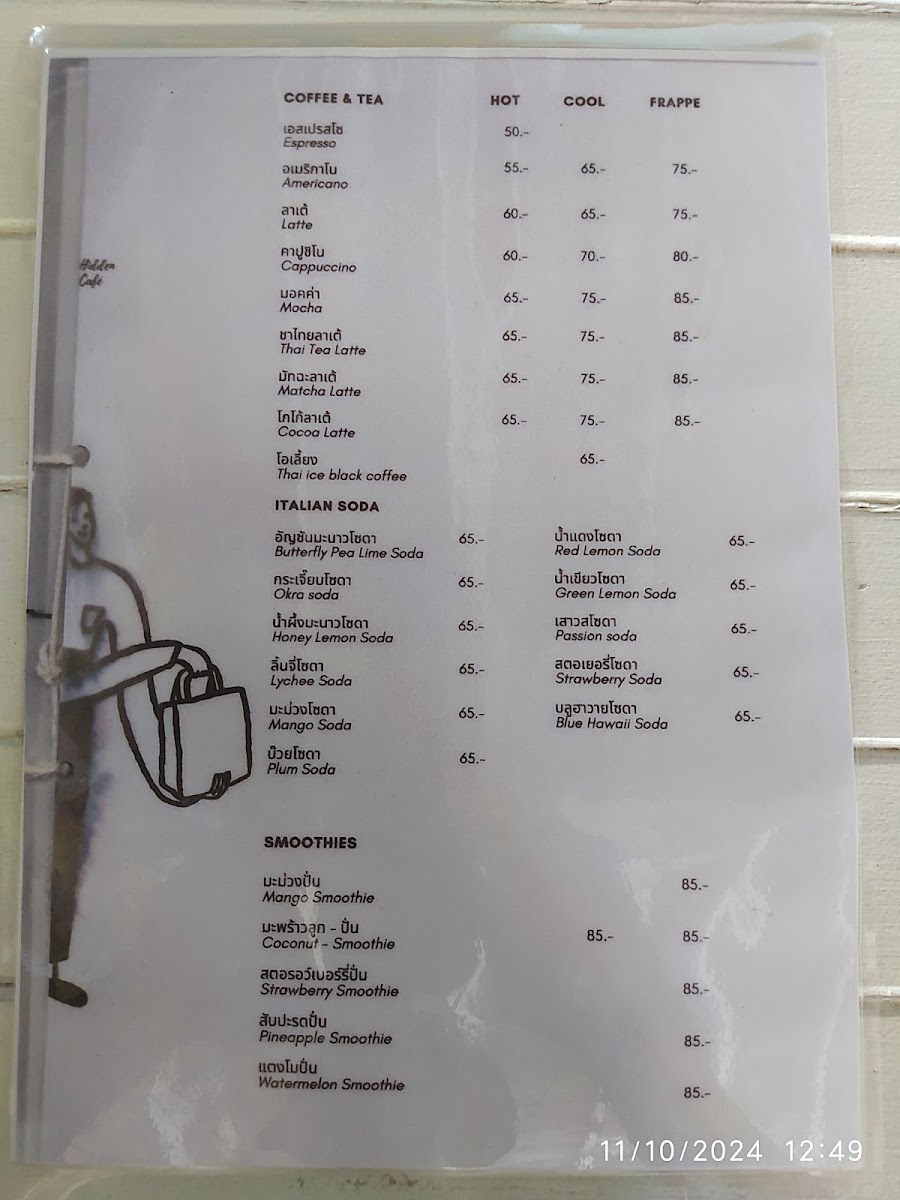 COFFEE & TEA HOT COOL FRAPPE
เอสเปรสโซ 50.-
Espresso
อเมริกาโน 55.- 65.- 75.-
Americano
ลาเต้ 60.- 65.- 75.-
Latte
คาปูชิโน 60.- 70.- 80.-
Cappuccino
Hidden
Café
มอคค่า 65.- 75.- 85.-
Mocha
ชาไทยลาเต้ 65.- 75.- 85.-
Thai Tea Latte
มัทฉะลาเต้ 65.- 75.- 85.-
Matcha Latte
โกโก้ลาเต้ 65.- 75.- 85.-
Cocoa Latte
โอเลี้ยง 65.-
Thai ice black coffee
ITALIAN SODA
อัญชันมะนาวโซดา 65.- น้ำแดงโซดา 65.-
Butterfly Pea Lime Soda Red Lemon Soda
กระเจี๊ยบโซดา 65.- น้ำเขียวโซดา 65.-
Okra soda Green Lemon Soda
น้ำผึ้งมะนาวโซดา 65.- เสาวสโซดา 65.-
Honey Lemon Soda Passion soda
ลิ้นจี่โซดา 65.- สตอเยอรี่โซดา 65.-
Lychee Soda Strawberry Soda
มะม่วงโซดา 65.- บลูฮาวายโซดา 65.-
Mango Soda Blue Hawaii Soda
บ๊วยโซดา 65.-
Plum Soda
SMOOTHIES
มะม่วงปั่น 85.-
Mango Smoothie
มะพร้าวลูก - ปั่น 85.- 85.-
Coconut - Smoothie
สตอรอว์เบอร์รี่ปั่น 85.-
Strawberry Smoothie
สับปะรดปั่น 85.-
Pineapple Smoothie
แตงโมปั่น 85.-
Watermelon Smoothie
11/10/2024 12:49